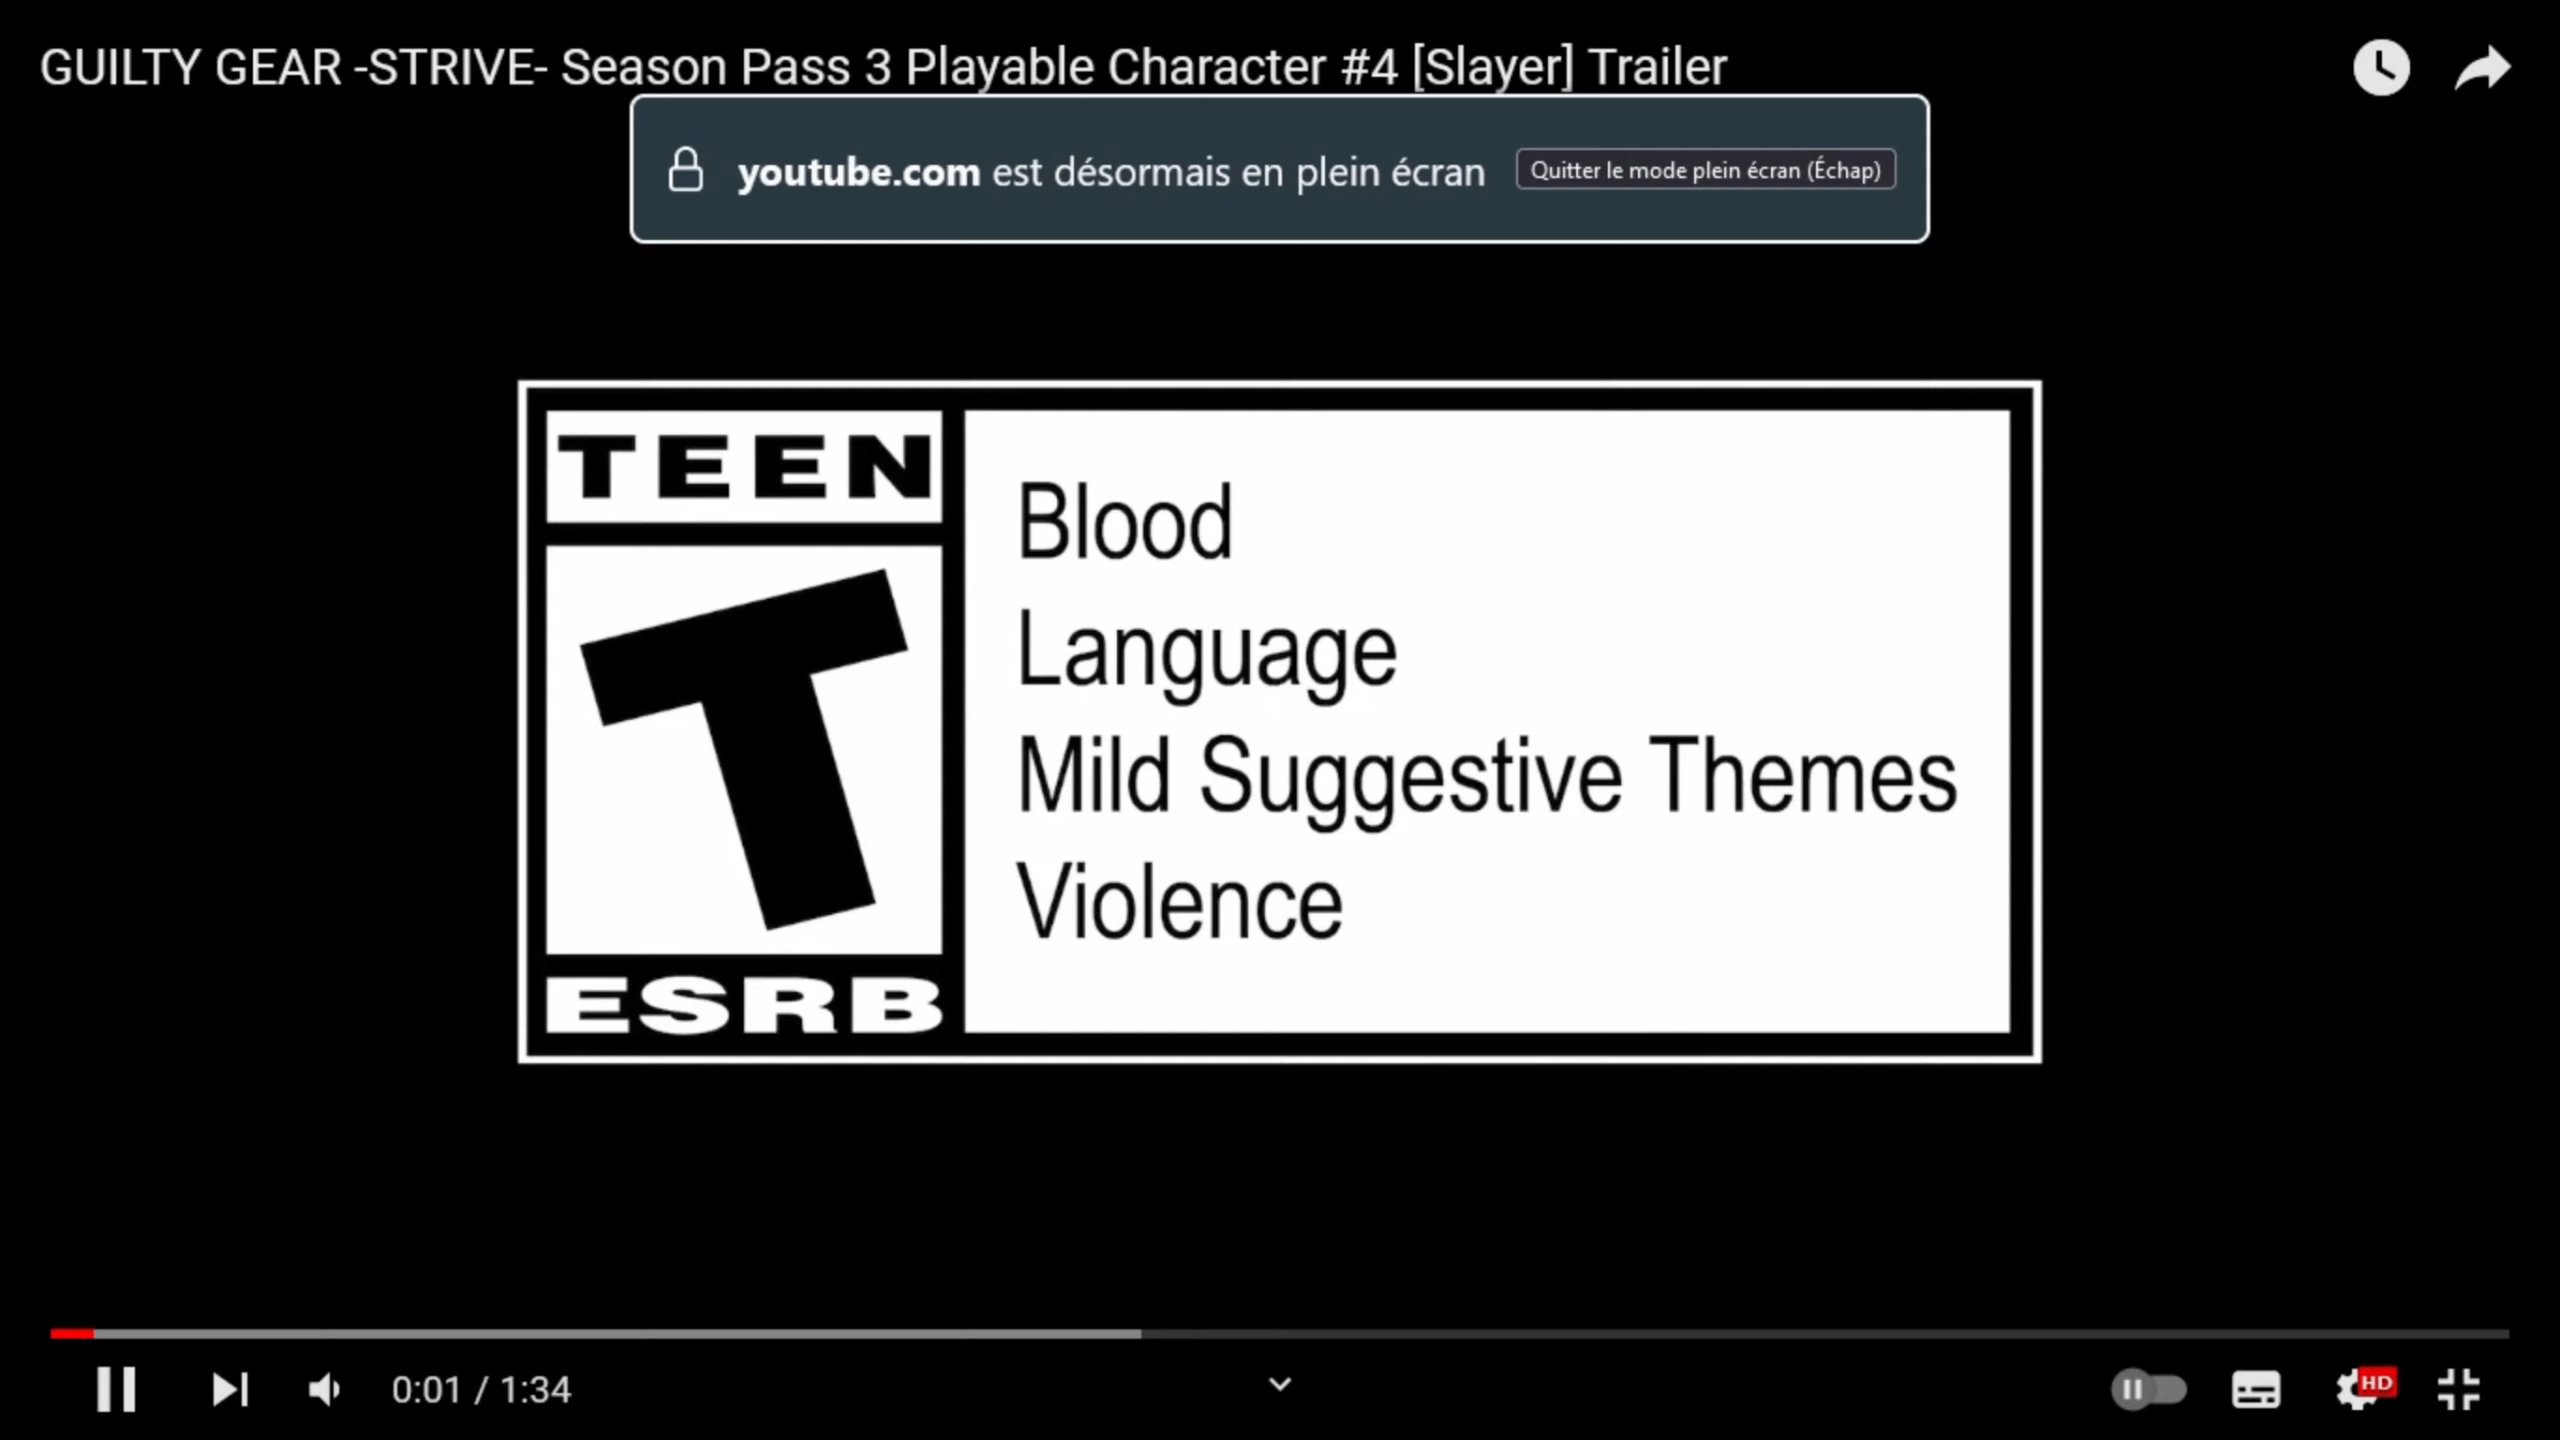 GUILTY GEAR -STRIVE- Season Pass 3 Playable Character #4 [Slayer] Trailer
youtube.com est désormais en plein écran Quitter le mode plein écran (Échap)
TEEN
T
ESRB
Blood
Language
Mild Suggestive Themes
Violence
0:01 / 1:34
HD